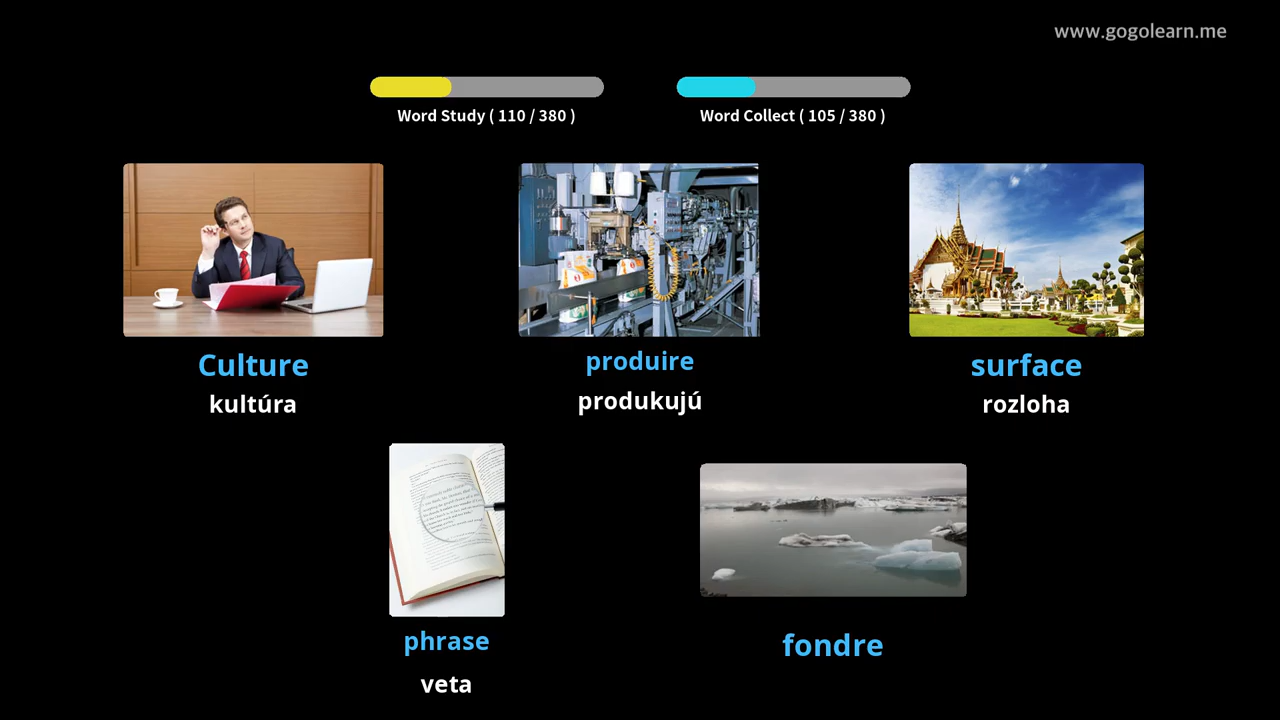 www.gogolearn.me
Word Study ( 110 / 380 )
Word Collect ( 105 / 380 )
Culture
kultúra
produire
produkujú
surface
rozloha
phrase
veta
fondre